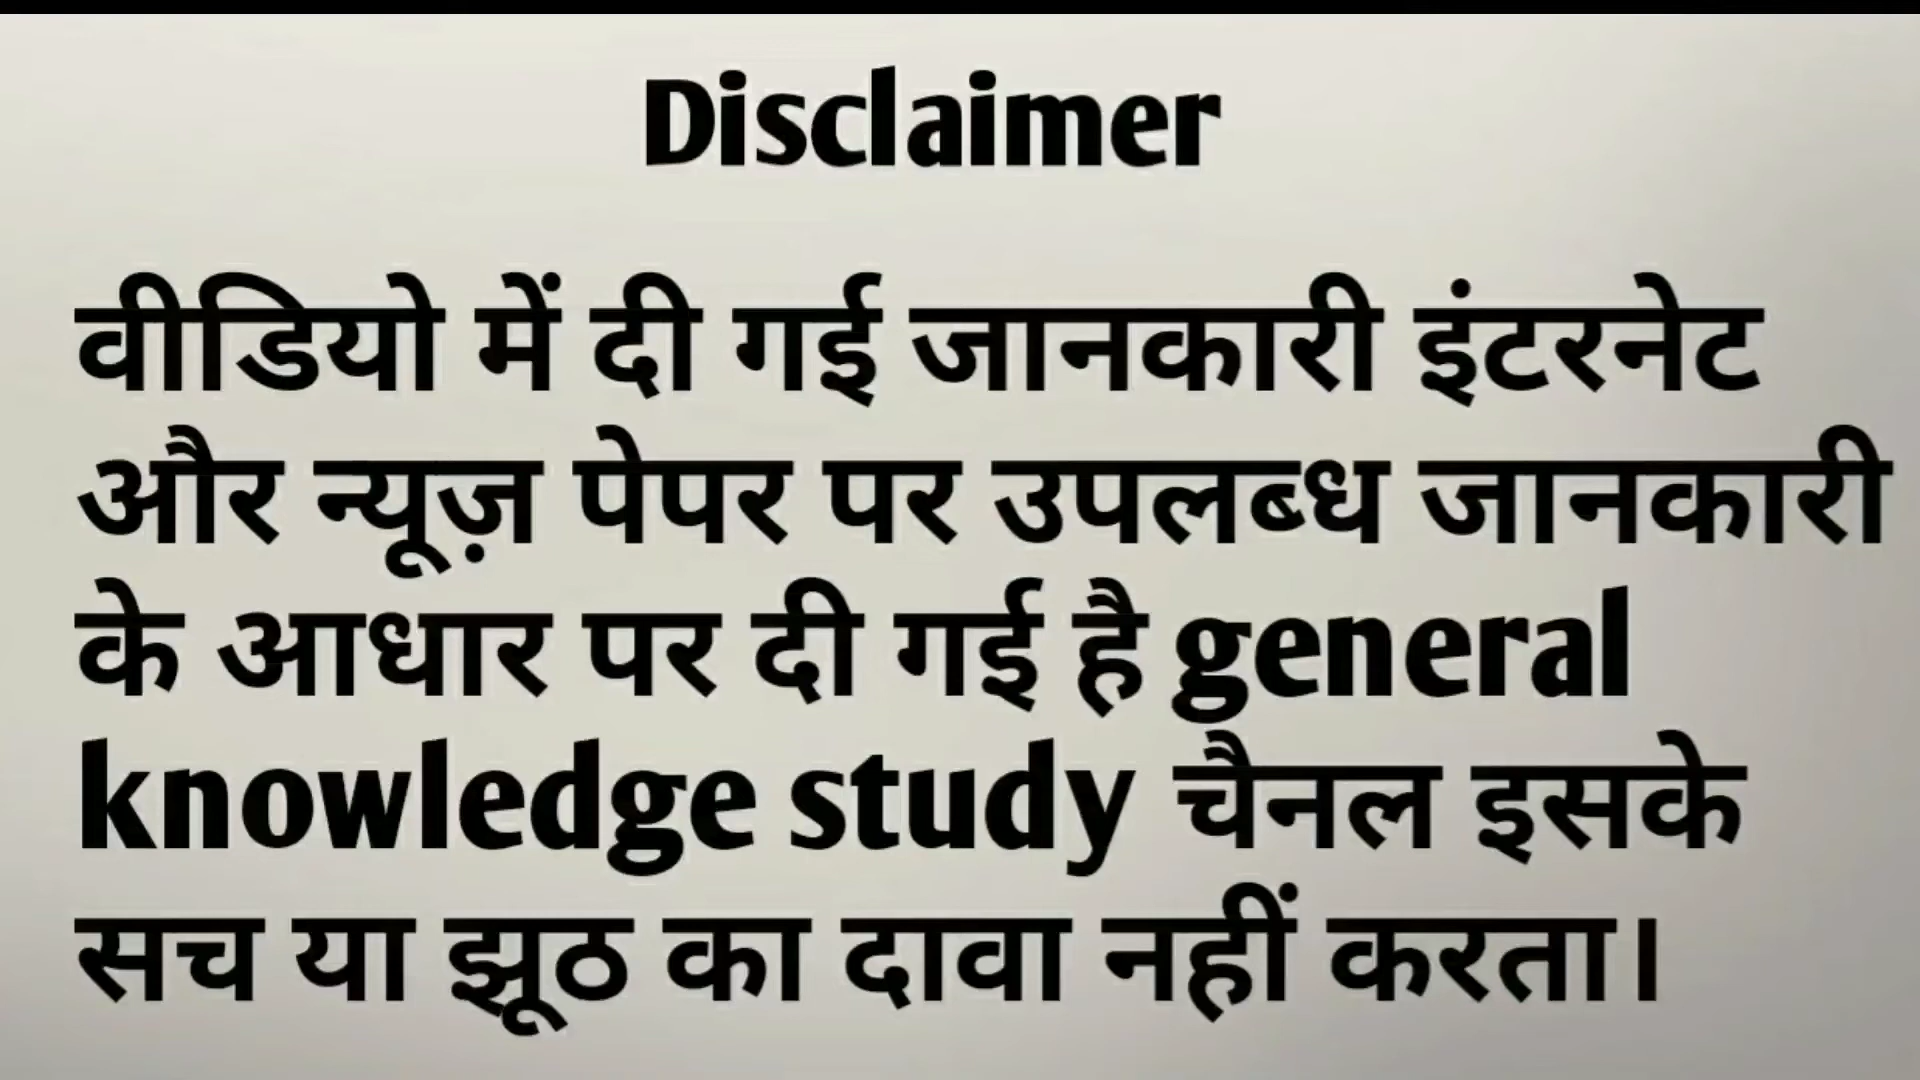 Disclaimer
वीडियो में दी गई जानकारी इंटरनेट
और न्यूज़ पेपर पर उपलब्ध जानकारी
के आधार पर दी गई है general
knowledge study चैनल इसके
सच या झूठ का दावा नहीं करता।